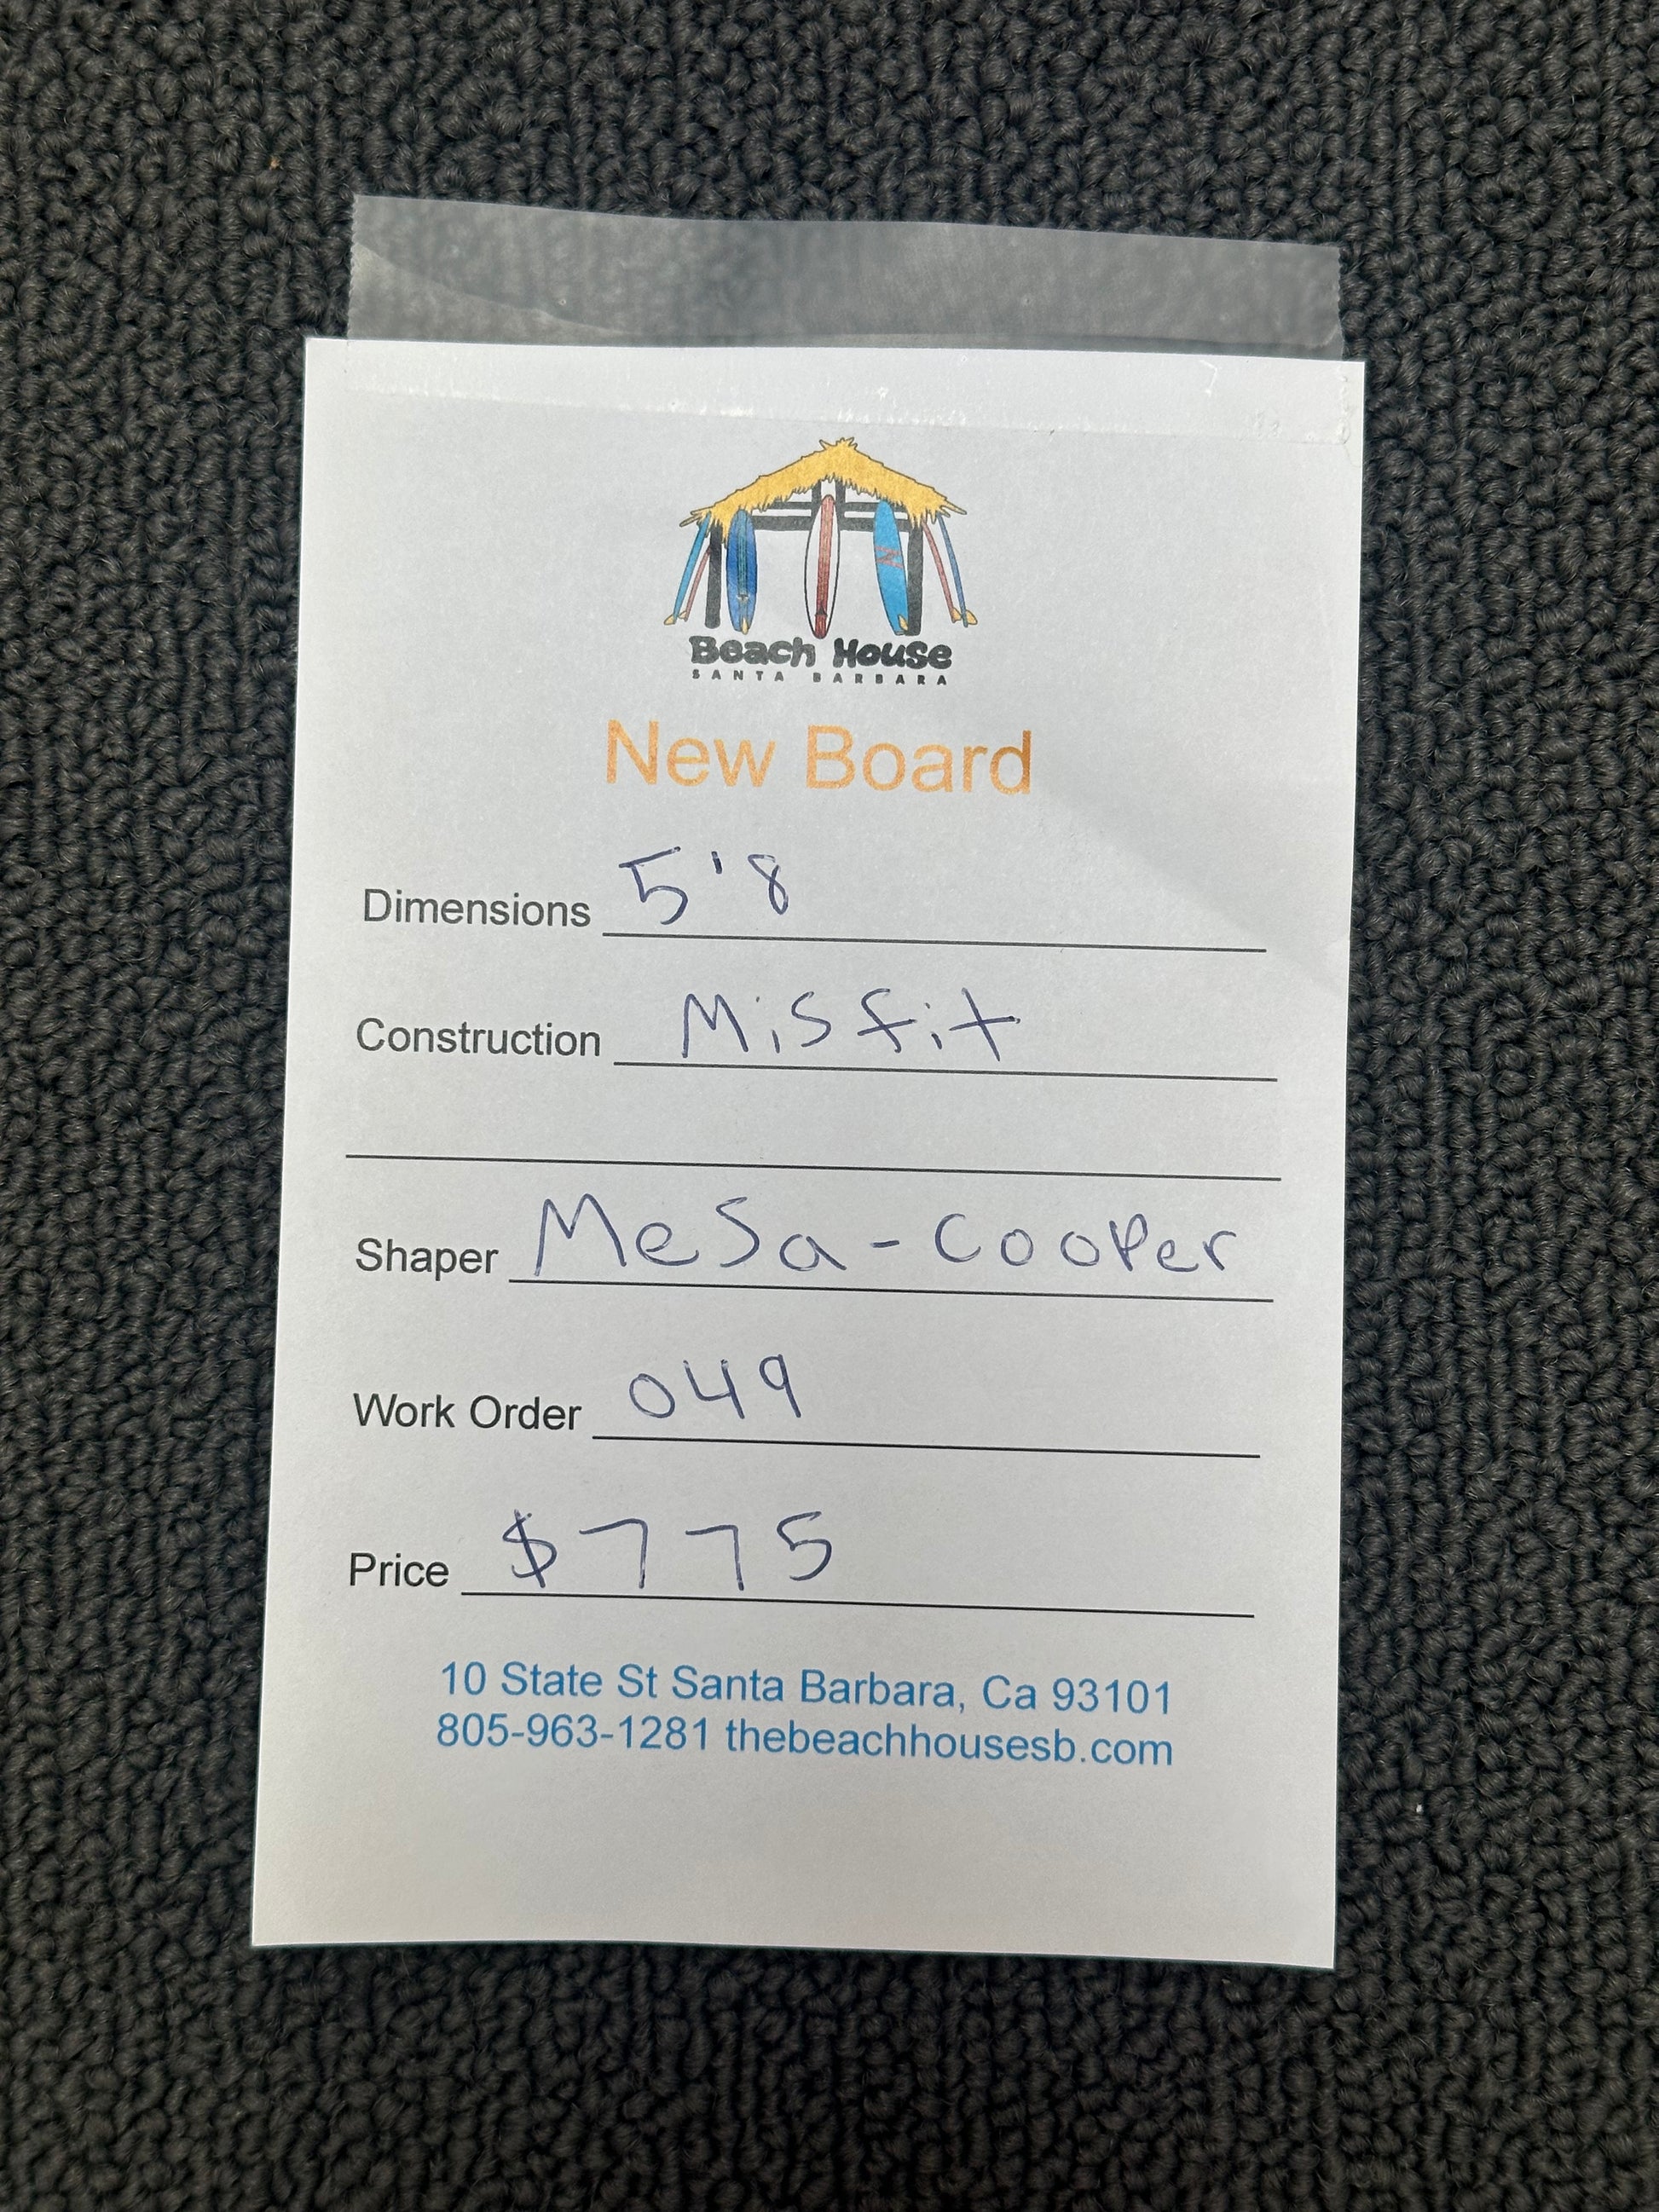 Beach House
SANTA BARBARA
New Board
Dimensions 5'8
Construction Misfit
Shaper Mesa-Cooper
Work Order 049
Price $775
10 State St Santa Barbara, Ca 93101
805-963-1281 thebeachhousesb.com